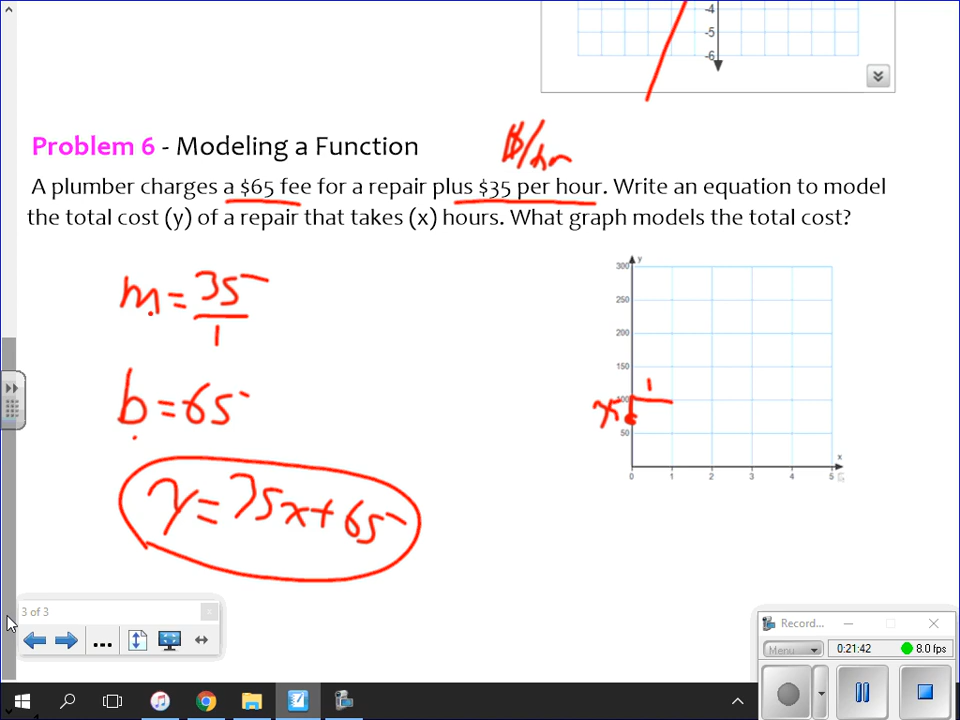 -4
-5
-6
$/hr
Problem 6 - Modeling a Function
A plumber charges a $65 fee for a repair plus $35 per hour. Write an equation to model
the total cost (y) of a repair that takes (x) hours. What graph models the total cost?
m = 35/1
b = 65
y = 35x + 65
y
300
250
200
150
100
50
35
1
x
0 1 2 3 4 5
3 of 3
Record...
Menu...
0:21:42
8.0 fps